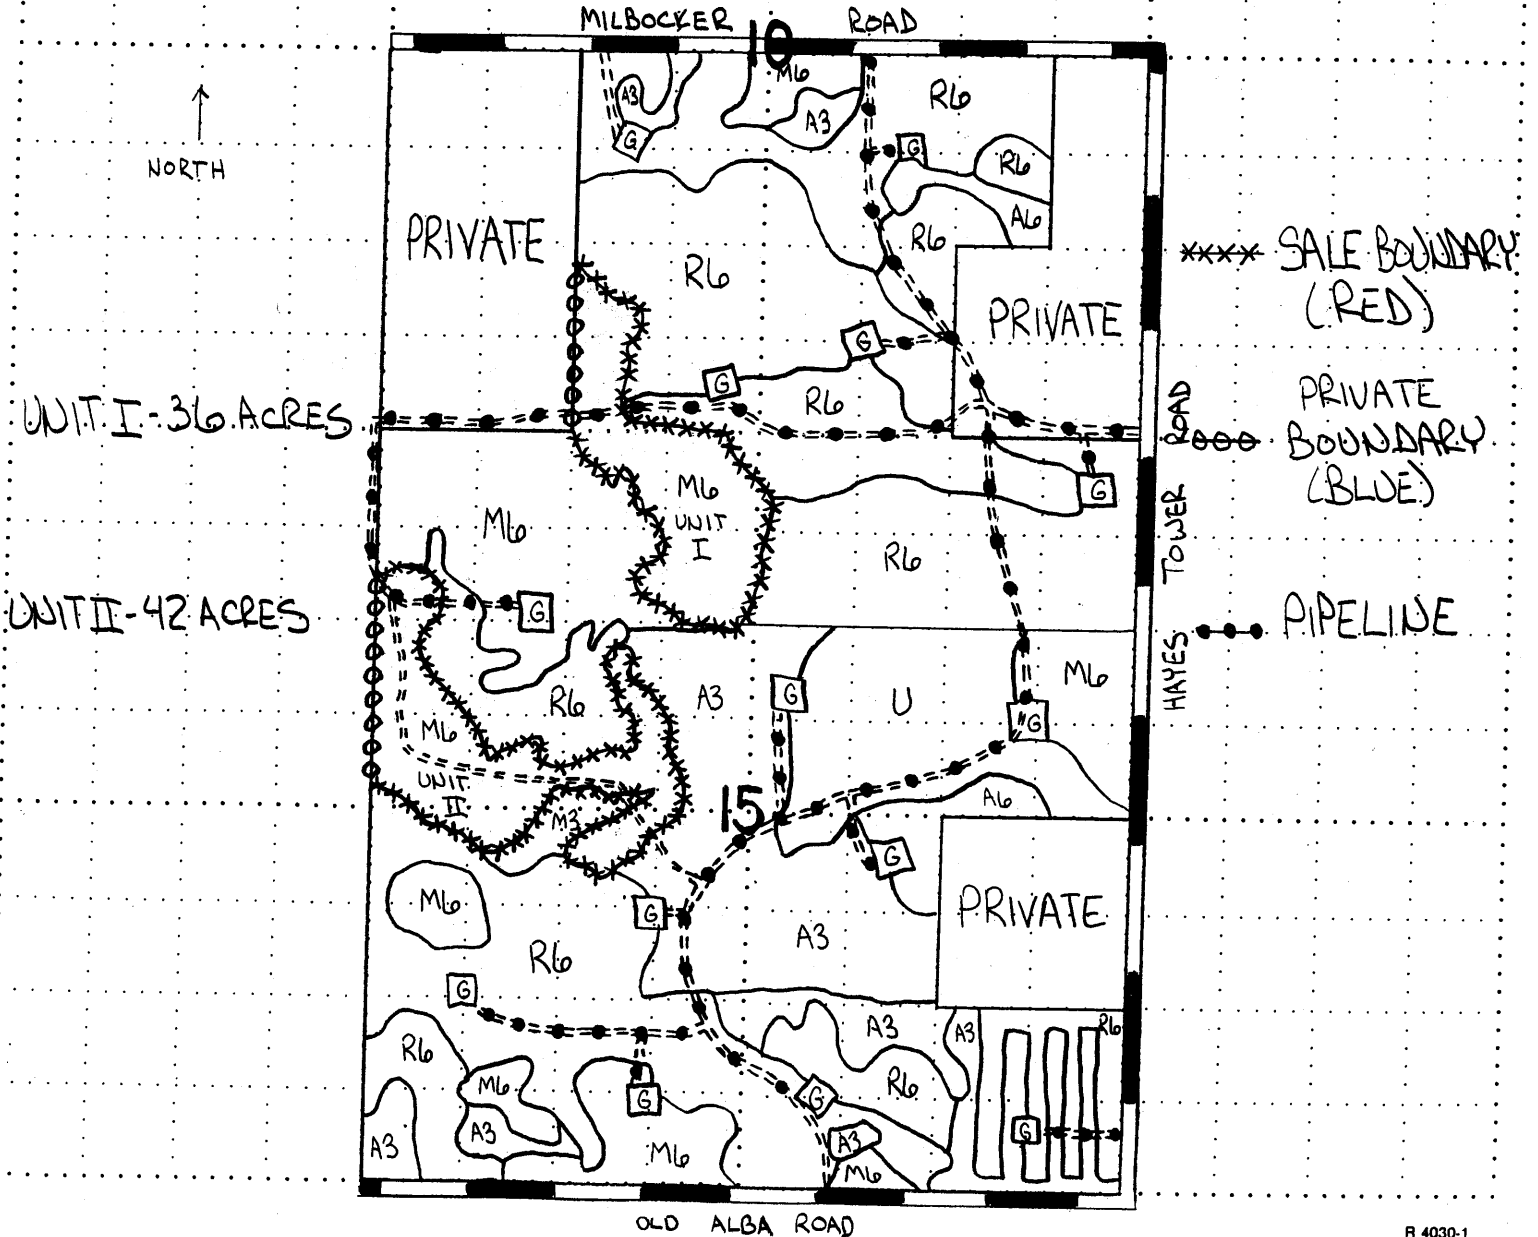 MILBOCKER ROAD
10
M6
A3
R6
A3
G
G
R6
NORTH
A6
PRIVATE
R6
XXXX SALE BOUNDARY
(RED)
R6
PRIVATE
G
G
PRIVATE
BOUNDARY
(BLUE)
R6
UNIT I - 36 ACRES
HAYES TOWER ROAD
M6
UNIT
I
G
M6
R6
UNIT II - 42 ACRES
G
PIPELINE
M6
A3
G
U
R6
G
M6
UNIT
II
15
A6
M3
G
M6
G
PRIVATE
A3
R6
G
A3
A3
R6
R6
M6
R6
G
G
G
A3
A3
A3
M6
M6
OLD ALBA ROAD
R 4030-1